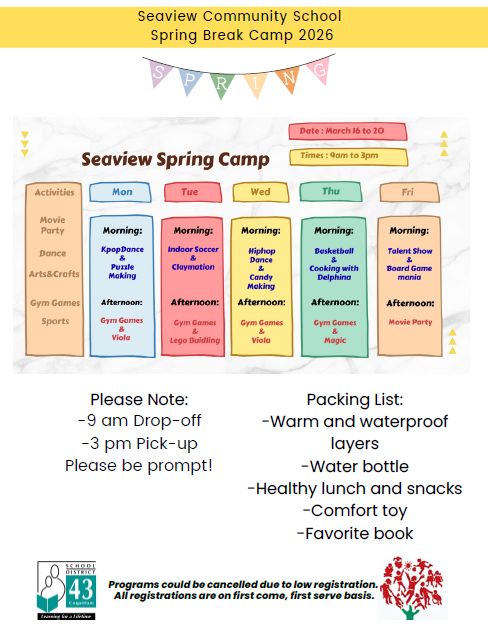 Seaview Community School
Spring Break Camp 2026
SPRING
Date : March 16 to 20
Times : 9am to 3pm
Seaview Spring Camp
Activities
Movie
Party
Dance
Arts&Crafts
Gym Games
Sports
Mon
Morning:
KpopDance
&
Puzzle
Making
Afternoon:
Gym Games
&
Viola
Tue
Morning:
Indoor Soccer
&
Claymation
Afternoon:
Gym Games
&
Lego Buidling
Wed
Morning:
Hiphop
Dance
&
Candy
Making
Afternoon:
Gym Games
&
Viola
Thu
Morning:
Basketball
&
Cooking with
Delphina
Afternoon:
Gym Games
&
Magic
Fri
Morning:
Talent Show
&
Board Game
mania
Afternoon:
Movie Party
Please Note:
-9 am Drop-off
-3 pm Pick-up
Please be prompt!
Packing List:
-Warm and waterproof
layers
-Water bottle
-Healthy lunch and snacks
-Comfort toy
-Favorite book
SCHOOL
DISTRICT
43
Coquitlam
Learning for a Lifetime
Programs could be cancelled due to low registration.
All registrations are on first come, first serve basis.